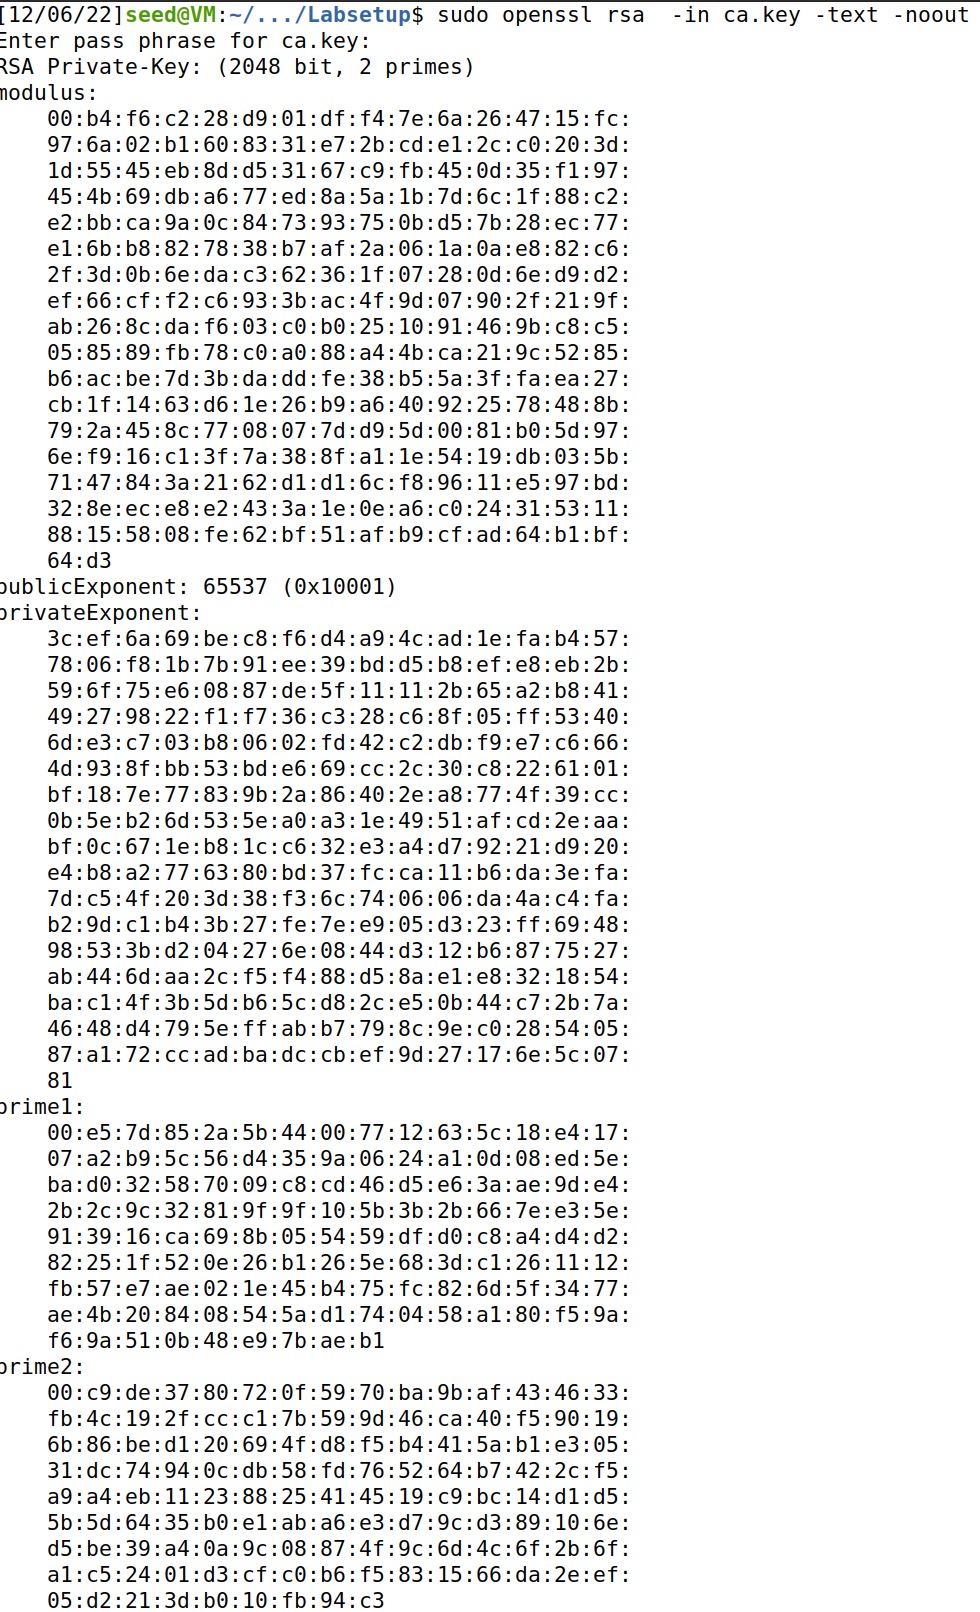 [12/06/22]seed@VM:~/.../Labsetup$ sudo openssl rsa  -in ca.key -text -noout
Enter pass phrase for ca.key:
RSA Private-Key: (2048 bit, 2 primes)
modulus:
    00:b4:f6:c2:28:d9:01:df:f4:7e:6a:26:47:15:fc:
    97:6a:02:b1:60:83:31:e7:2b:cd:e1:2c:c0:20:3d:
    1d:55:45:eb:8d:d5:31:67:c9:fb:45:0d:35:f1:97:
    45:4b:69:db:a6:77:ed:8a:5a:1b:7d:6c:1f:88:c2:
    e2:bb:ca:9a:0c:84:73:93:75:0b:d5:7b:28:ec:77:
    e1:6b:b8:82:78:38:b7:af:2a:06:1a:0a:e8:82:c6:
    2f:3d:0b:6e:da:c3:62:36:1f:07:28:0d:6e:d9:d2:
    ef:66:cf:f2:c6:93:3b:ac:4f:9d:07:90:2f:21:9f:
    ab:26:8c:da:f6:03:c0:b0:25:10:91:46:9b:c8:c5:
    05:85:89:fb:78:c0:a0:88:a4:4b:ca:21:9c:52:85:
    b6:ac:be:7d:3b:da:dd:fe:38:b5:5a:3f:fa:ea:27:
    cb:1f:14:63:d6:1e:26:b9:a6:40:92:25:78:48:8b:
    79:2a:45:8c:77:08:07:7d:d9:5d:00:81:b0:5d:97:
    6e:f9:16:c1:3f:7a:38:8f:a1:1e:54:19:db:03:5b:
    71:47:84:3a:21:62:d1:d1:6c:f8:96:11:e5:97:bd:
    32:8e:ec:e8:e2:43:3a:1e:0e:a6:c0:24:31:53:11:
    88:15:58:08:fe:62:bf:51:af:b9:cf:ad:64:b1:bf:
    64:d3
publicExponent: 65537 (0x10001)
privateExponent:
    3c:ef:6a:69:be:c8:f6:d4:a9:4c:ad:1e:fa:b4:57:
    78:06:f8:1b:7b:91:ee:39:bd:d5:b8:ef:e8:eb:2b:
    59:6f:75:e6:08:87:de:5f:11:11:2b:65:a2:b8:41:
    49:27:98:22:f1:f7:36:c3:28:c6:8f:05:ff:53:40:
    6d:e3:c7:03:b8:06:02:fd:42:c2:db:f9:e7:c6:66:
    4d:93:8f:bb:53:bd:e6:69:cc:2c:30:c8:22:61:01:
    bf:18:7e:77:83:9b:2a:86:40:2e:a8:77:4f:39:cc:
    0b:5e:b2:6d:53:5e:a0:a3:1e:49:51:af:cd:2e:aa:
    bf:0c:67:1e:b8:1c:c6:32:e3:a4:d7:92:21:d9:20:
    e4:b8:a2:77:63:80:bd:37:fc:ca:11:b6:da:3e:fa:
    7d:c5:4f:20:3d:38:f3:6c:74:06:06:da:4a:c4:fa:
    b2:9d:c1:b4:3b:27:fe:7e:e9:05:d3:23:ff:69:48:
    98:53:3b:d2:04:27:6e:08:44:d3:12:b6:87:75:27:
    ab:44:6d:aa:2c:f5:f4:88:d5:8a:e1:e8:32:18:54:
    ba:c1:4f:3b:5d:b6:5c:d8:2c:e5:0b:44:c7:2b:7a:
    46:48:d4:79:5e:ff:ab:b7:79:8c:9e:c0:28:54:05:
    87:a1:72:cc:ad:ba:dc:cb:ef:9d:27:17:6e:5c:07:
    81
prime1:
    00:e5:7d:85:2a:5b:44:00:77:12:63:5c:18:e4:17:
    07:a2:b9:5c:56:d4:35:9a:06:24:a1:0d:08:ed:5e:
    ba:d0:32:58:70:09:c8:cd:46:d5:e6:3a:ae:9d:e4:
    2b:2c:9c:32:81:9f:9f:10:5b:3b:2b:66:7e:e3:5e:
    91:39:16:ca:69:8b:05:54:59:df:d0:c8:a4:d4:d2:
    82:25:1f:52:0e:26:b1:26:5e:68:3d:c1:26:11:12:
    fb:57:e7:ae:02:1e:45:b4:75:fc:82:6d:5f:34:77:
    ae:4b:20:84:08:54:5a:d1:74:04:58:a1:80:f5:9a:
    f6:9a:51:0b:48:e9:7b:ae:b1
prime2:
    00:c9:de:37:80:72:0f:59:70:ba:9b:af:43:46:33:
    fb:4c:19:2f:cc:c1:7b:59:9d:46:ca:40:f5:90:19:
    6b:86:be:d1:20:69:4f:d8:f5:b4:41:5a:b1:e3:05:
    31:dc:74:94:0c:db:58:fd:76:52:64:b7:42:2c:f5:
    a9:a4:eb:11:23:88:25:41:45:19:c9:bc:14:d1:d5:
    5b:5d:64:35:b0:e1:ab:a6:e3:d7:9c:d3:89:10:6e:
    d5:be:39:a4:0a:9c:08:87:4f:9c:6d:4c:6f:2b:6f:
    a1:c5:24:01:d3:cf:c0:b6:f5:83:15:66:da:2e:ef:
    05:d2:21:3d:b0:10:fb:94:c3